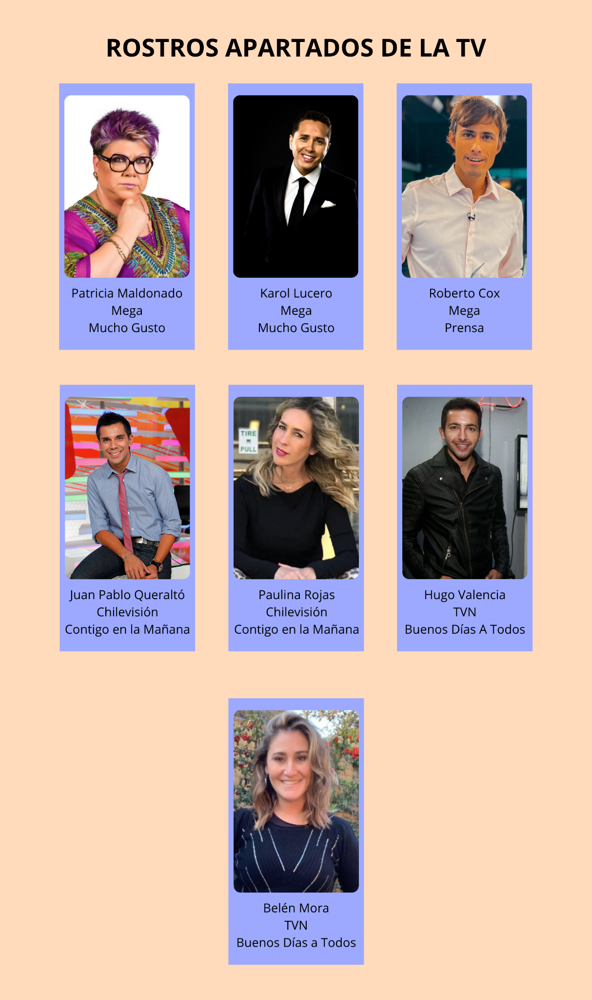 ROSTROS APARTADOS DE LA TV
Patricia Maldonado
Mega
Mucho Gusto
Karol Lucero
Mega
Mucho Gusto
Roberto Cox
Mega
Prensa
TIRE
PULL
Juan Pablo Queraltó
Chilevisión
Contigo en la Mañana
Paulina Rojas
Chilevisión
Contigo en la Mañana
Hugo Valencia
TVN
Buenos Días A Todos
Belén Mora
TVN
Buenos Días a Todos